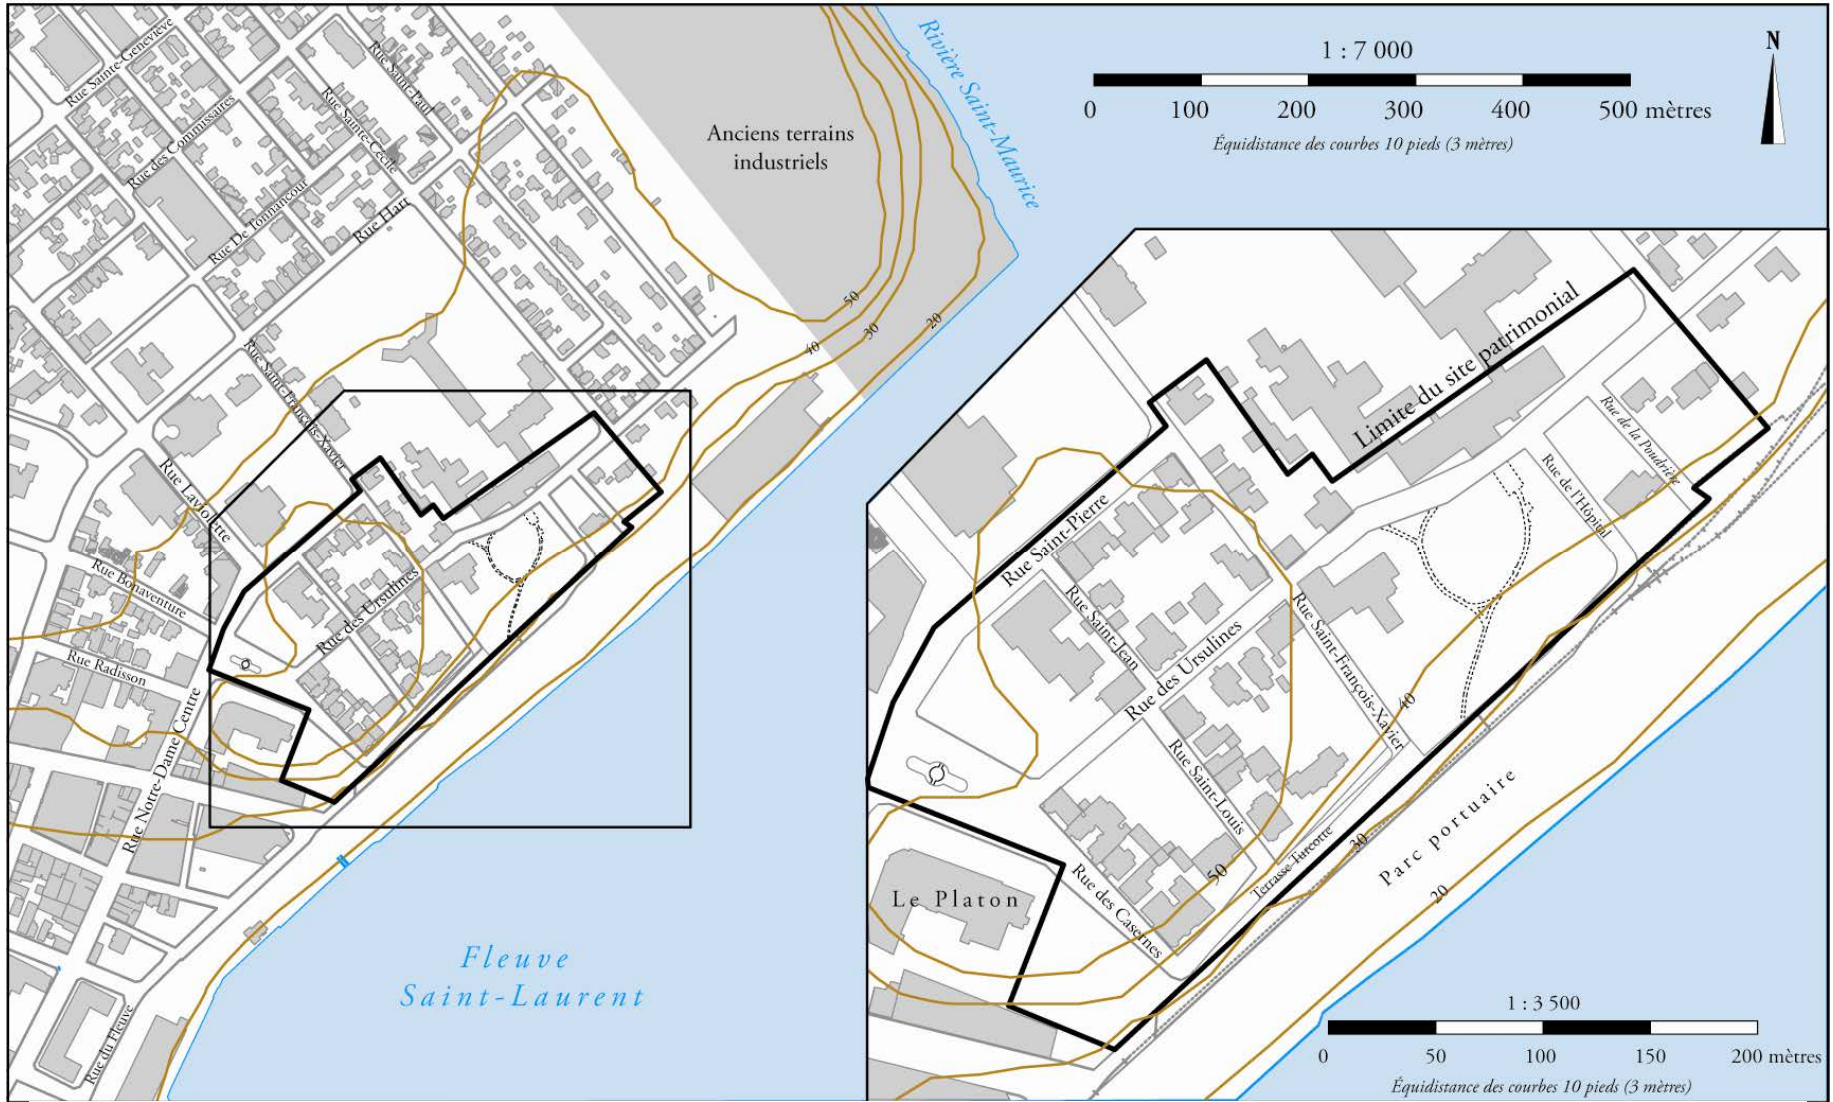 Rue Sainte-Geneviève
Rue des Commissaires
Rue De Tonnancour
Rue Saint-Paul
Rue Sainte-Cécile
Rue Hart
Anciens terrains
industriels
Rivière Saint-Maurice
1 : 7 000
0 100 200 300 400 500 mètres
Équidistance des courbes 10 pieds (3 mètres)
N
50
40
30
20
Rue Saint-François-Xavier
Rue Laviolette
Rue Bonaventure
Rue Radisson
Rue des Ursulines
Rue Notre-Dame Centre
Rue du Fleuve
Fleuve
Saint-Laurent
Limite du site patrimonial
Rue de la Poudrière
Rue de l'Hôpital
Rue Saint-Pierre
Rue Saint-Jean
Rue des Ursulines
Rue Saint-François-Xavier
Rue Saint-Louis
Rue des Casernes
Terrasse Turcotte
Le Platon
Parc portuaire
40
50
30
20
1 : 3 500
0 50 100 150 200 mètres
Équidistance des courbes 10 pieds (3 mètres)